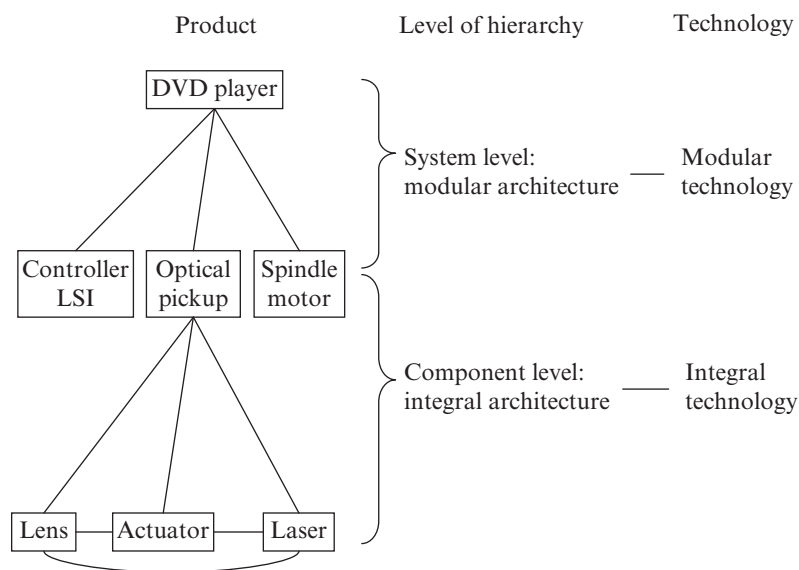 Product
Level of hierarchy
Technology
DVD player
System level:
modular architecture
Modular
technology
Controller
LSI
Optical
pickup
Spindle
motor
Component level:
integral architecture
Integral
technology
Lens
Actuator
Laser